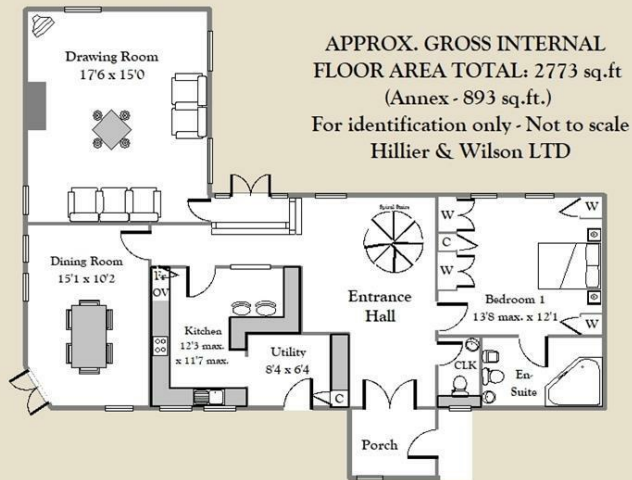 APPROX. GROSS INTERNAL
FLOOR AREA TOTAL: 2773 sq.ft
(Annex - 893 sq.ft.)
For identification only - Not to scale
Hillier & Wilson LTD
Drawing Room
17'6 x 15'0
Dining Room
15'1 x 10'2
OV
Kitchen
12'3 max.
x 11'7 max.
Utility
8'4 x 6'4
C
Spiral Stairs
Entrance
Hall
Porch
CLK
En-
Suite
W
C
W
W
Bedroom 1
13'8 max. x 12'1
W